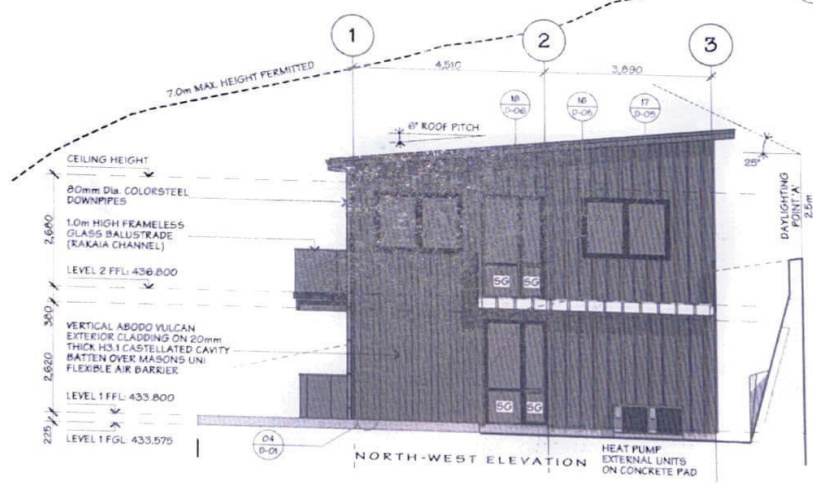 1
2
3
4,510
3,890
7.0m MAX. HEIGHT PERMITTED
6° ROOF PITCH
18
D-06
16
D-05
17
D-05
25°
DAYLIGHTING
POINT 'A'
2.5m
CEILING HEIGHT
80mm Dia. COLORSTEEL
DOWNPIPES
1.0m HIGH FRAMELESS
GLASS BALUSTRADE
(RAKAIA CHANNEL)
LEVEL 2 FFL: 436.800
VERTICAL ABODO VULCAN
EXTERIOR CLADDING ON 20mm
THICK H3.1 CASTELLATED CAVITY
BATTEN OVER MASONS UNI
FLEXIBLE AIR BARRIER
LEVEL 1 FFL: 433.800
LEVEL 1 FGL: 433.575
2,680
380
2,620
225
SG SG
SG SG
04
D-01
NORTH-WEST ELEVATION
HEAT PUMP
EXTERNAL UNITS
ON CONCRETE PAD